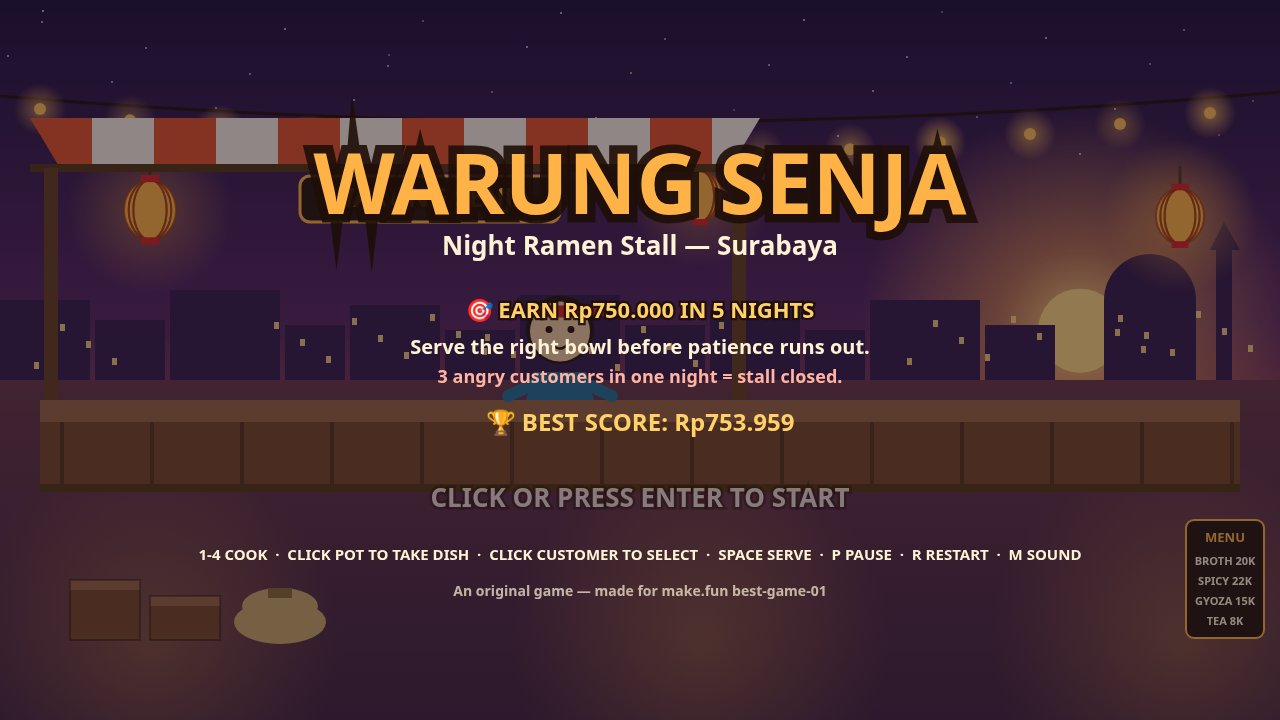 WARUNG SENJA
Night Ramen Stall — Surabaya
🎯 EARN Rp750.000 IN 5 NIGHTS
Serve the right bowl before patience runs out.
3 angry customers in one night = stall closed.
🏆 BEST SCORE: Rp753.959
CLICK OR PRESS ENTER TO START
1-4 COOK · CLICK POT TO TAKE DISH · CLICK CUSTOMER TO SELECT · SPACE SERVE · P PAUSE · R RESTART · M SOUND
An original game — made for make.fun best-game-01
MENU
BROTH 20K
SPICY 22K
GYOZA 15K
TEA 8K